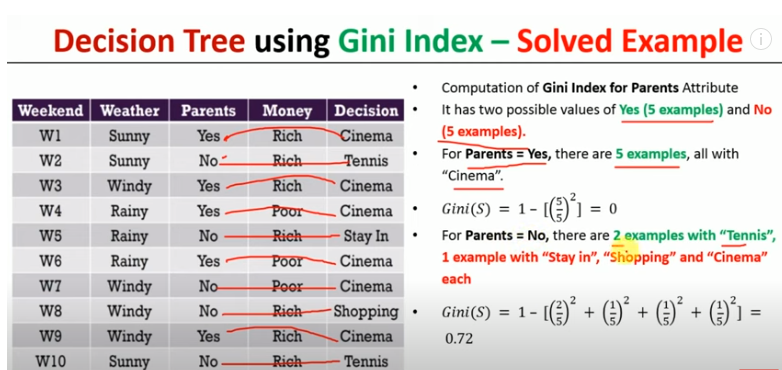 Decision Tree using Gini Index – Solved Example
Weekend Weather Parents Money Decision
W1 Sunny Yes Rich Cinema
W2 Sunny No Rich Tennis
W3 Windy Yes Rich Cinema
W4 Rainy Yes Poor Cinema
W5 Rainy No Rich Stay In
W6 Rainy Yes Poor Cinema
W7 Windy No Poor Cinema
W8 Windy No Rich Shopping
W9 Windy Yes Rich Cinema
W10 Sunny No Rich Tennis
• Computation of Gini Index for Parents Attribute
• It has two possible values of Yes (5 examples) and No
(5 examples).
• For Parents = Yes, there are 5 examples, all with
“Cinema”.
• Gini(S) = 1 - [(5/5)²] = 0
• For Parents = No, there are 2 examples with “Tennis”,
1 example with “Stay in”, “Shopping” and “Cinema”
each
• Gini(S) = 1 - [(2/5)² + (1/5)² + (1/5)² + (1/5)²] =
0.72